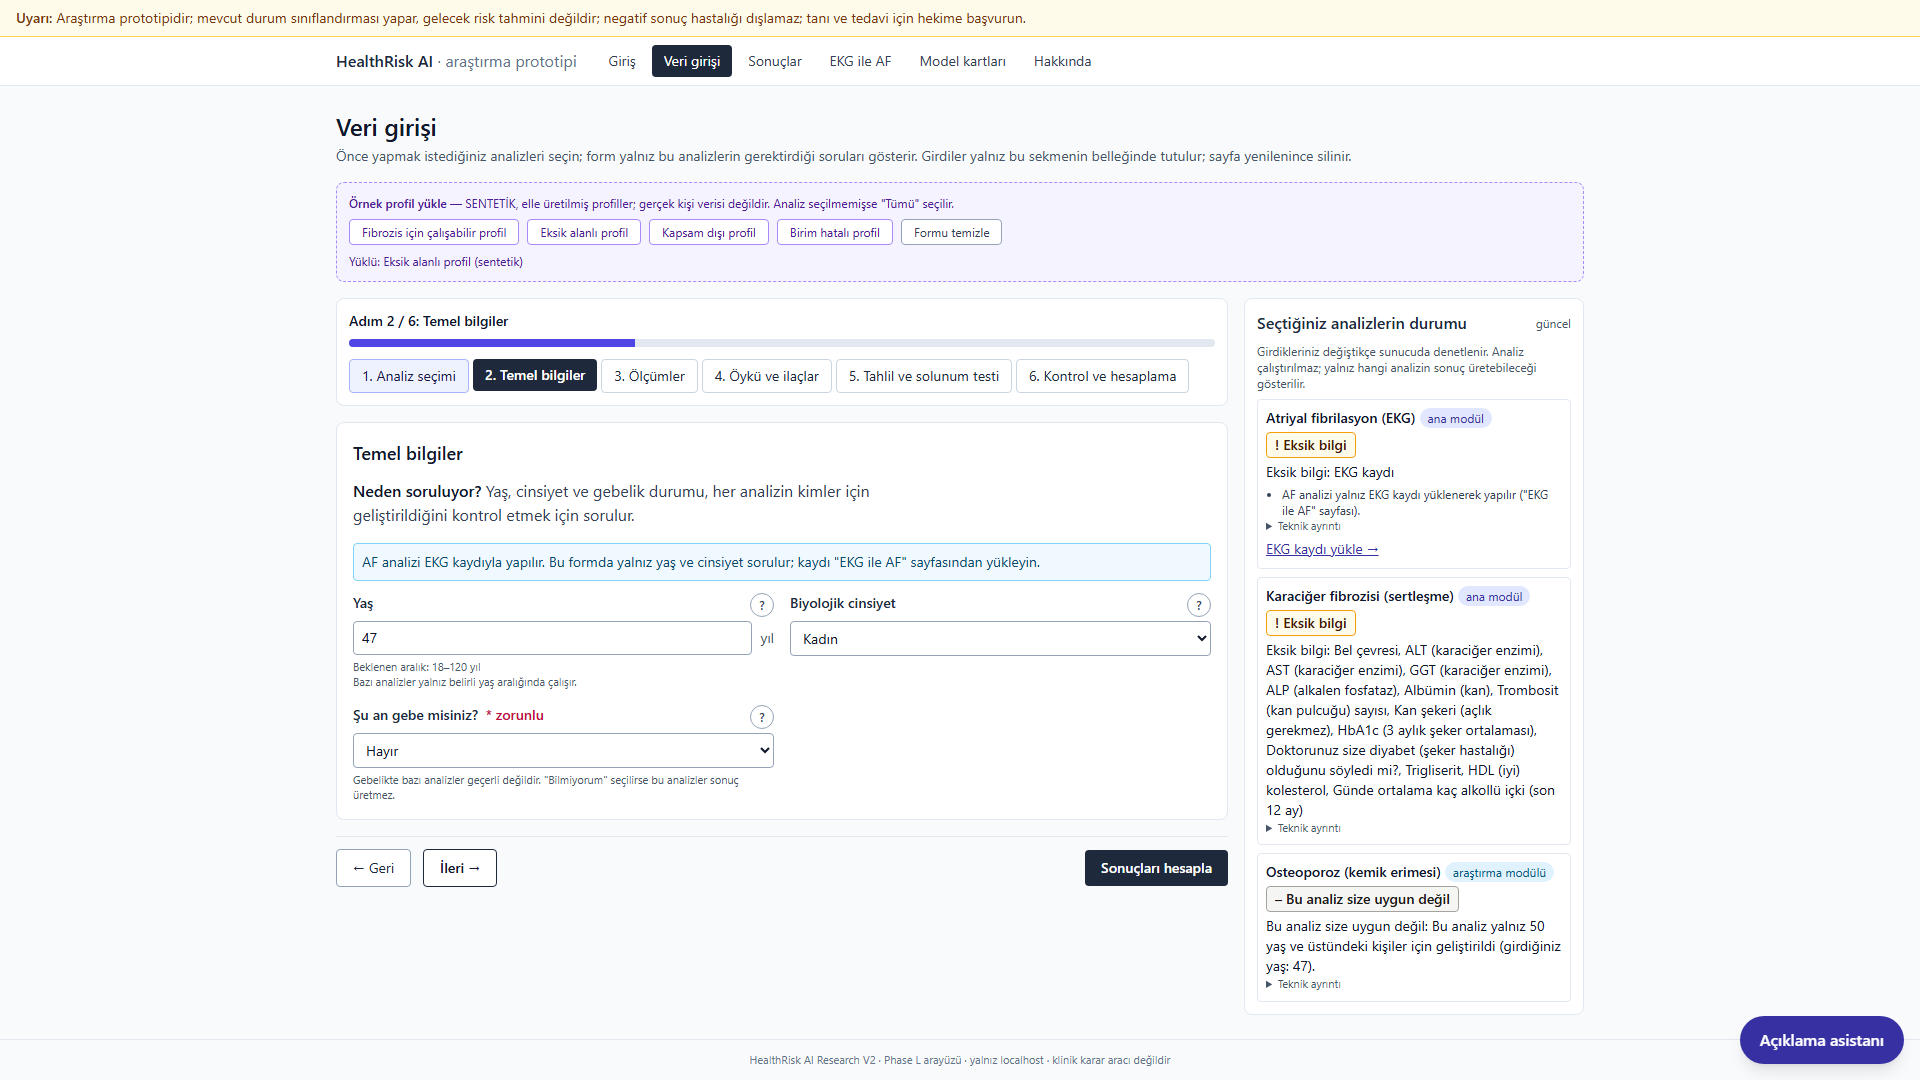 Uyarı: Araştırma prototipidir; mevcut durum sınıflandırması yapar, gelecek risk tahmini değildir; negatif sonuç hastalığı dışlamaz; tanı ve tedavi için hekime başvurun.
HealthRisk AI · araştırma prototipi
Giriş
Veri girişi
Sonuçlar
EKG ile AF
Model kartları
Hakkında
Veri girişi
Önce yapmak istediğiniz analizleri seçin; form yalnız bu analizlerin gerektirdiği soruları gösterir. Girdiler yalnız bu sekmenin belleğinde tutulur; sayfa yenilenince silinir.
Örnek profil yükle — SENTETİK, elle üretilmiş profiller; gerçek kişi verisi değildir. Analiz seçilmemişse "Tümü" seçilir.
Fibrozis için çalışabilir profil
Eksik alanlı profil
Kapsam dışı profil
Birim hatalı profil
Formu temizle
Yüklü: Eksik alanlı profil (sentetik)
Adım 2 / 6: Temel bilgiler
1. Analiz seçimi
2. Temel bilgiler
3. Ölçümler
4. Öykü ve ilaçlar
5. Tahlil ve solunum testi
6. Kontrol ve hesaplama
Temel bilgiler
Neden soruluyor? Yaş, cinsiyet ve gebelik durumu, her analizin kimler için
geliştirildiğini kontrol etmek için sorulur.
AF analizi EKG kaydıyla yapılır. Bu formda yalnız yaş ve cinsiyet sorulur; kaydı "EKG ile AF" sayfasından yükleyin.
Yaş
?
47
yıl
Beklenen aralık: 18–120 yıl
Bazı analizler yalnız belirli yaş aralığında çalışır.
Biyolojik cinsiyet
?
Kadın
Şu an gebe misiniz? * zorunlu
?
Hayır
Gebelikte bazı analizler geçerli değildir. "Bilmiyorum" seçilirse bu analizler sonuç
üretmez.
← Geri
İleri →
Sonuçları hesapla
Seçtiğiniz analizlerin durumu
güncel
Girdikleriniz değiştikçe sunucuda denetlenir. Analiz
çalıştırılmaz; yalnız hangi analizin sonuç üretebileceği
gösterilir.
Atriyal fibrilasyon (EKG) ana modül
! Eksik bilgi
Eksik bilgi: EKG kaydı
• AF analizi yalnız EKG kaydı yüklenerek yapılır ("EKG
ile AF" sayfası).
▶ Teknik ayrıntı
EKG kaydı yükle →
Karaciğer fibrozisi (sertleşme) ana modül
! Eksik bilgi
Eksik bilgi: Bel çevresi, ALT (karaciğer enzimi),
AST (karaciğer enzimi), GGT (karaciğer enzimi),
ALP (alkalen fosfataz), Albümin (kan), Trombosit
(kan pulcuğu) sayısı, Kan şekeri (açlık
gerekmez), HbA1c (3 aylık şeker ortalaması),
Doktorunuz size diyabet (şeker hastalığı)
olduğunu söyledi mi?, Trigliserit, HDL (iyi)
kolesterol, Günde ortalama kaç alkollü içki (son
12 ay)
▶ Teknik ayrıntı
Osteoporoz (kemik erimesi) araştırma modülü
– Bu analiz size uygun değil
Bu analiz size uygun değil: Bu analiz yalnız 50
yaş ve üstündeki kişiler için geliştirildi (girdiğiniz
yaş: 47).
▶ Teknik ayrıntı
HealthRisk AI Research V2 · Phase L arayüzü · yalnız localhost · klinik karar aracı değildir
Açıklama asistanı